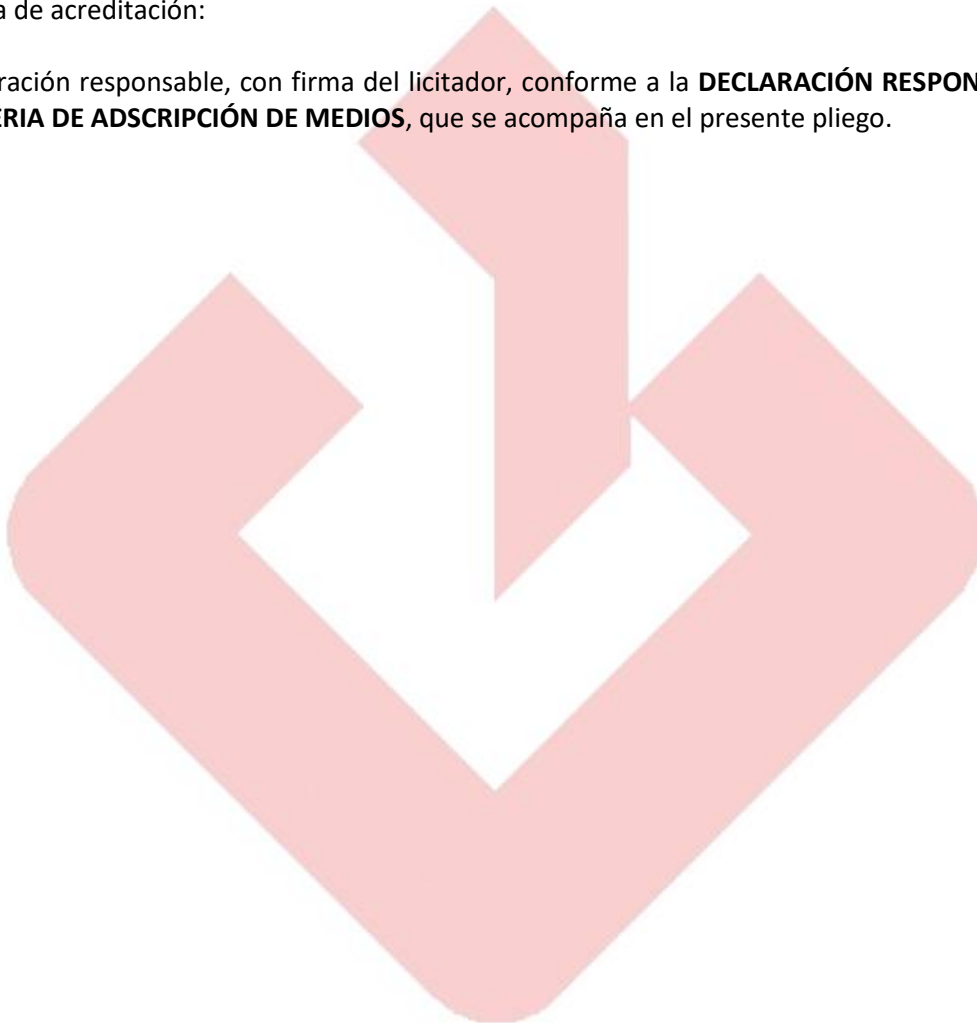 a de acreditación:
ración responsable, con firma del licitador, conforme a la DECLARACIÓN RESPON
ERIA DE ADSCRIPCIÓN DE MEDIOS, que se acompaña en el presente pliego.